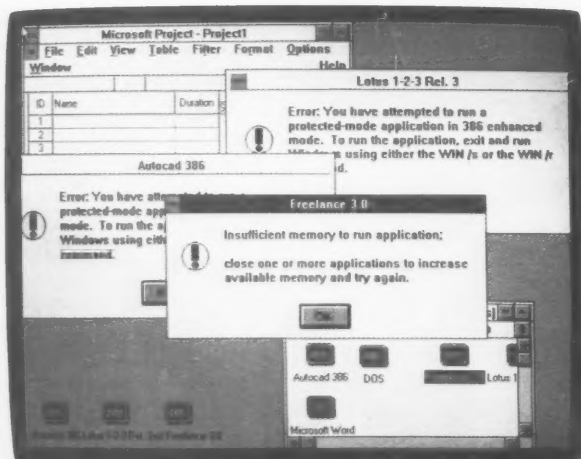 Microsoft Project - Project1
File Edit View Table Filter Format Options
Window Help
ID Name Duration
1
2
3
Lotus 1-2-3 Rel. 3
Error: You have attempted to run a
protected-mode application in 386 enhanced
mode. To run the application, exit and run
Windows using either the WIN /s or the WIN /r
Autocad 386
Error: You have
protected-mode
mode. To run the
Windows using
command.
Freelance 3.0
Insufficient memory to run application;
close one or more applications to increase
available memory and try again.
OK
Autocad 386 DOS Lotus 1
Microsoft Word